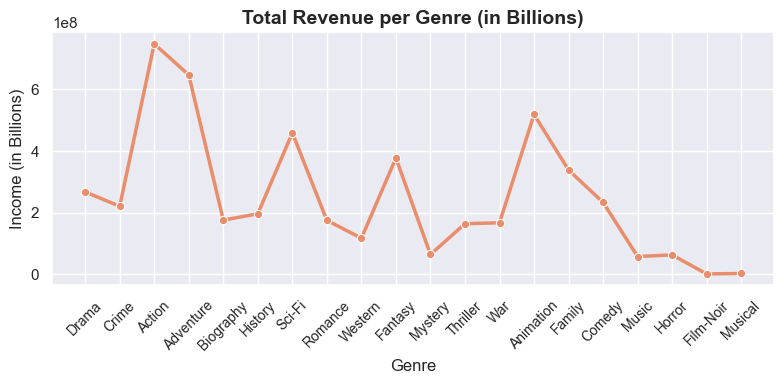 Total Revenue per Genre (in Billions)
1e8
Income (in Billions)
6
4
2
0
Drama
Crime
Action
Adventure
Biography
History
Sci-Fi
Romance
Western
Fantasy
Mystery
Thriller
War
Animation
Family
Comedy
Music
Horror
Film-Noir
Musical
Genre